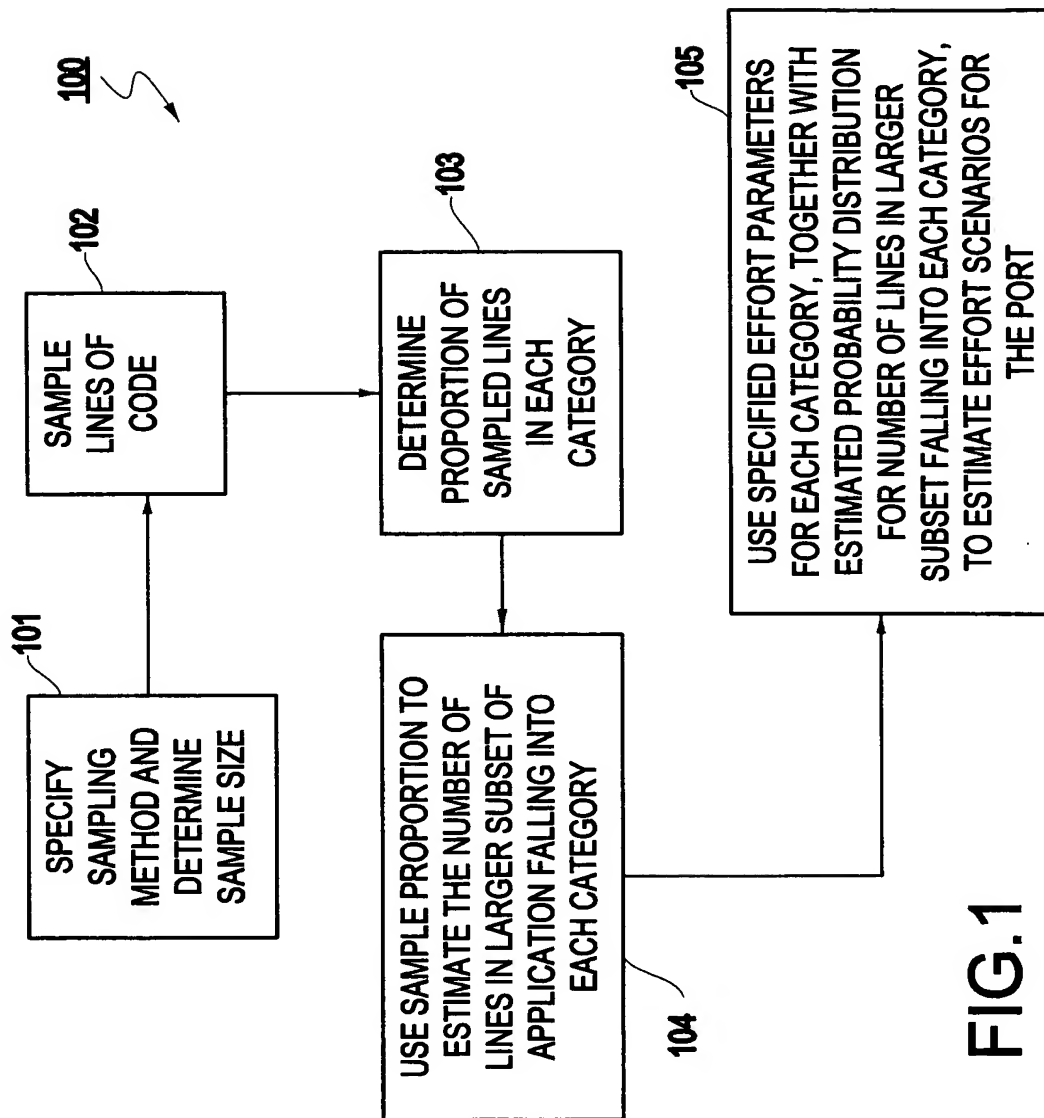 100
101
SPECIFY
SAMPLING
METHOD AND
DETERMINE
SAMPLE SIZE
102
SAMPLE
LINES OF
CODE
103
DETERMINE
PROPORTION OF
SAMPLED LINES
IN EACH
CATEGORY
USE SAMPLE PROPORTION TO
ESTIMATE THE NUMBER OF
LINES IN LARGER SUBSET OF
APPLICATION FALLING INTO
EACH CATEGORY
104
105
USE SPECIFIED EFFORT PARAMETERS
FOR EACH CATEGORY, TOGETHER WITH
ESTIMATED PROBABILITY DISTRIBUTION
FOR NUMBER OF LINES IN LARGER
SUBSET FALLING INTO EACH CATEGORY,
TO ESTIMATE EFFORT SCENARIOS FOR
THE PORT
FIG.1